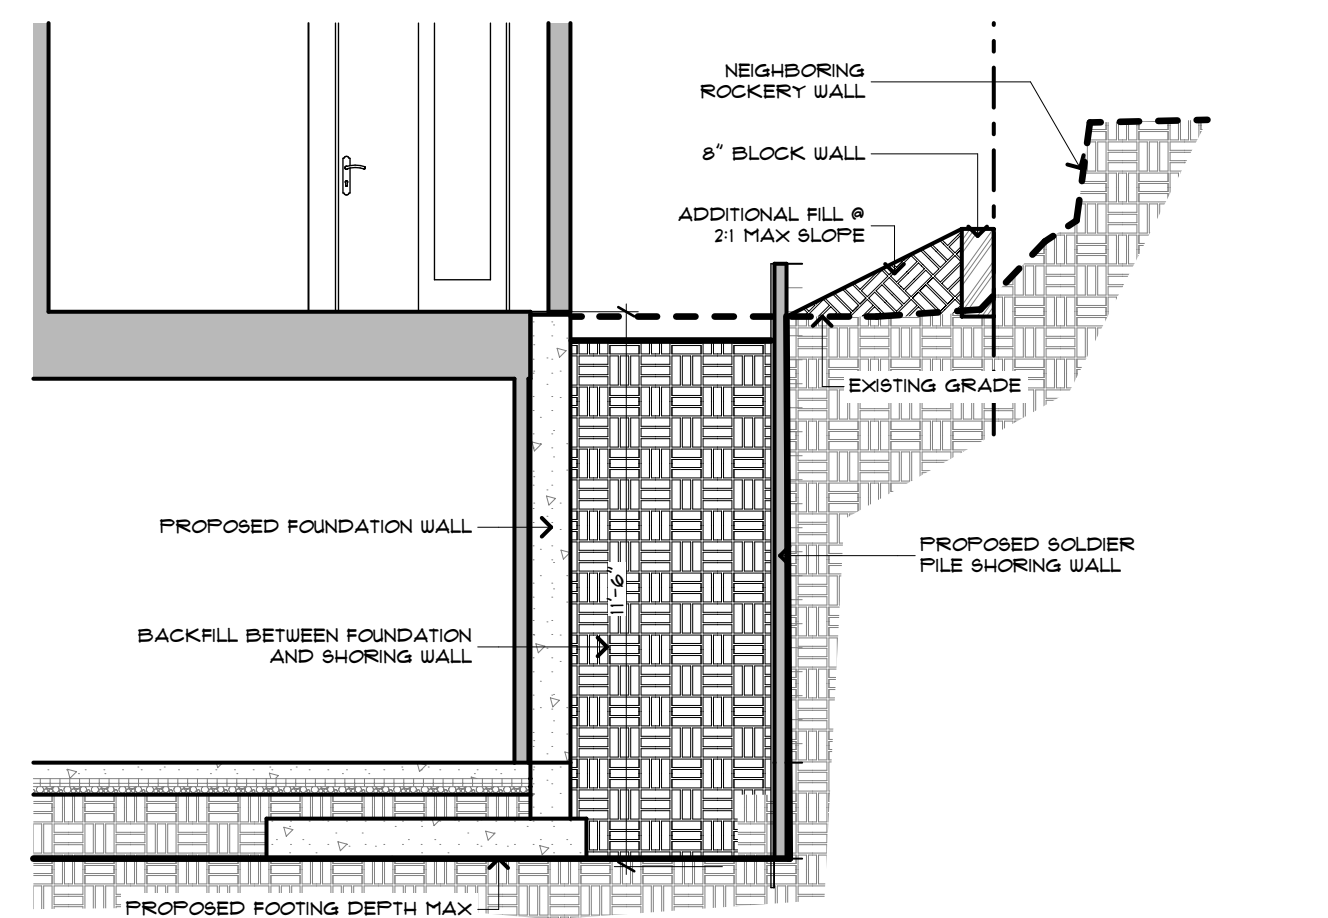 NEIGHBORING
ROCKERY WALL
8" BLOCK WALL
ADDITIONAL FILL @
2:1 MAX SLOPE
EXISTING GRADE
PROPOSED FOUNDATION WALL
PROPOSED SOLDIER
PILE SHORING WALL
11'-6"
BACKFILL BETWEEN FOUNDATION
AND SHORING WALL
PROPOSED FOOTING DEPTH MAX